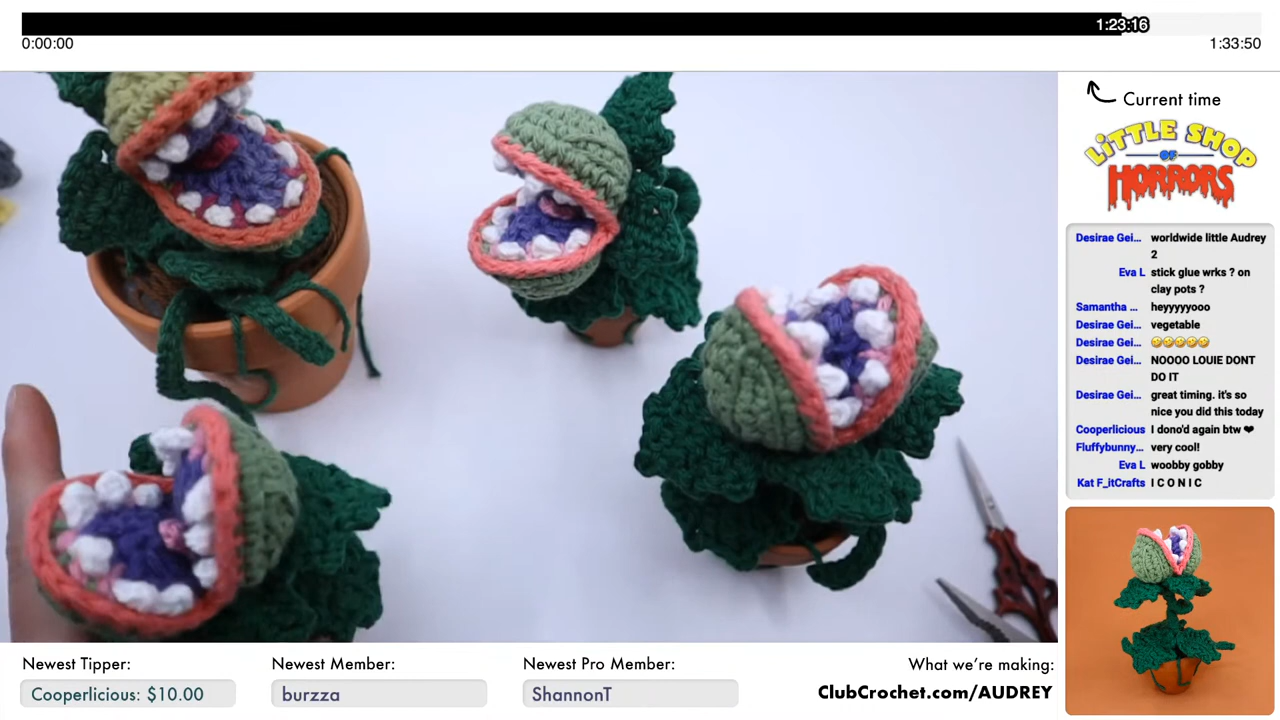 1:23:16
0:00:00
1:33:50
Current time
LiTTLE SHOP
OF
HORRORS
Desirae Gei... worldwide little Audrey
2
Eva L stick glue wrks ? on
clay pots ?
Samantha ... heyyyyyooo
Desirae Gei... vegetable
Desirae Gei... 🤣🤣🤣🤣🤣
Desirae Gei... NOOOO LOUIE DONT
DO IT
Desirae Gei... great timing. it's so
nice you did this today
Cooperlicious I dono'd again btw ❤
Fluffybunny... very cool!
Eva L woobby gobby
Kat F_itCrafts I C O N I C
Newest Tipper:
Cooperlicious: $10.00
Newest Member:
burzza
Newest Pro Member:
ShannonT
What we're making:
ClubCrochet.com/AUDREY